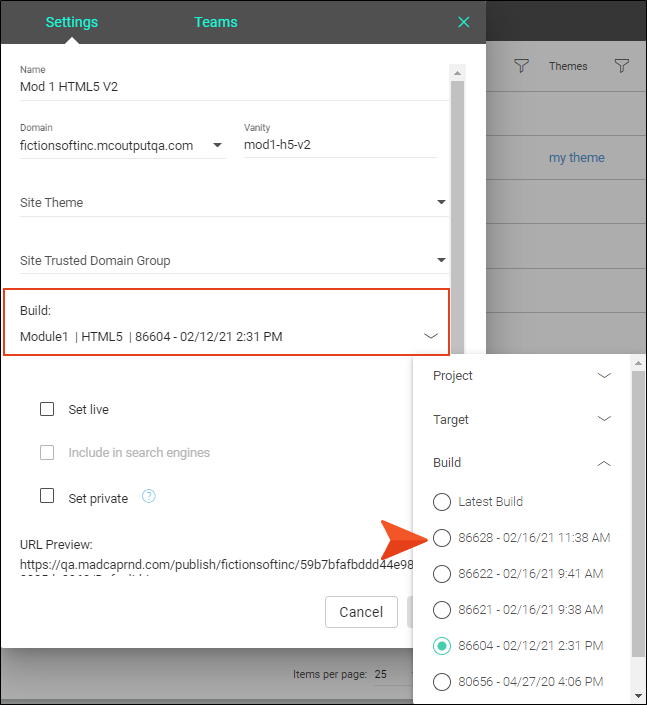 Settings
Teams
Themes
Name
Mod 1 HTML5 V2
Domain
Vanity
fictionsoftinc.mcoutputqa.com
mod1-h5-v2
my theme
Site Theme
Site Trusted Domain Group
Build:
Module1 | HTML5 | 86604 - 02/12/21 2:31 PM
Set live
Include in search engines
Set private ?
URL Preview:
https://qa.madcaprnd.com/publish/fictionsoftinc/59b7bfafbddd44e98
Cancel
Project
Target
Build
Latest Build
86628 - 02/16/21 11:38 AM
86622 - 02/16/21 9:41 AM
86621 - 02/16/21 9:38 AM
86604 - 02/12/21 2:31 PM
80656 - 04/27/20 4:06 PM
Items per page: 25